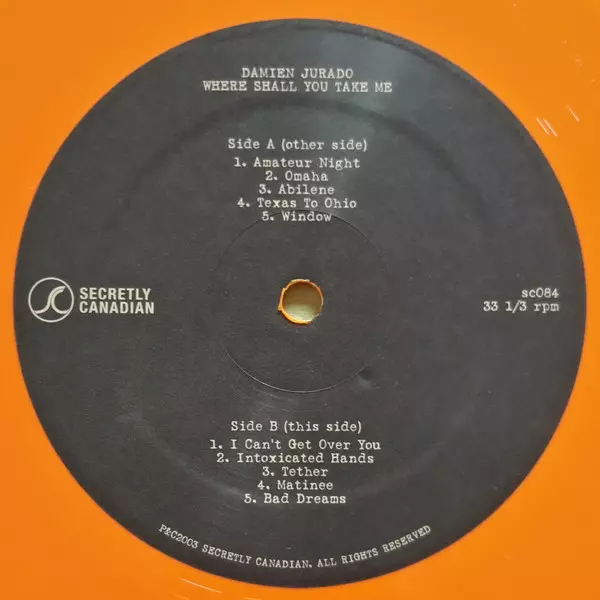 DAMIEN JURADO
WHERE SHALL YOU TAKE ME
Side A (other side)
1. Amateur Night
2. Omaha
3. Abilene
4. Texas To Ohio
5. Window
SECRETLY
CANADIAN
sc084
33 1/3 rpm
Side B (this side)
1. I Can't Get Over You
2. Intoxicated Hands
3. Tether
4. Matinee
5. Bad Dreams
P&C2003 SECRETLY CANADIAN. ALL RIGHTS RESERVED